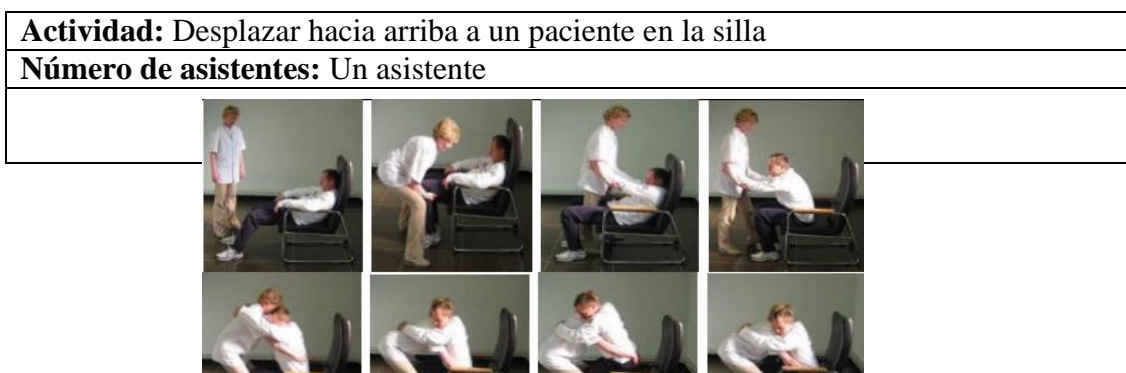 Actividad: Desplazar hacia arriba a un paciente en la silla
Número de asistentes: Un asistente